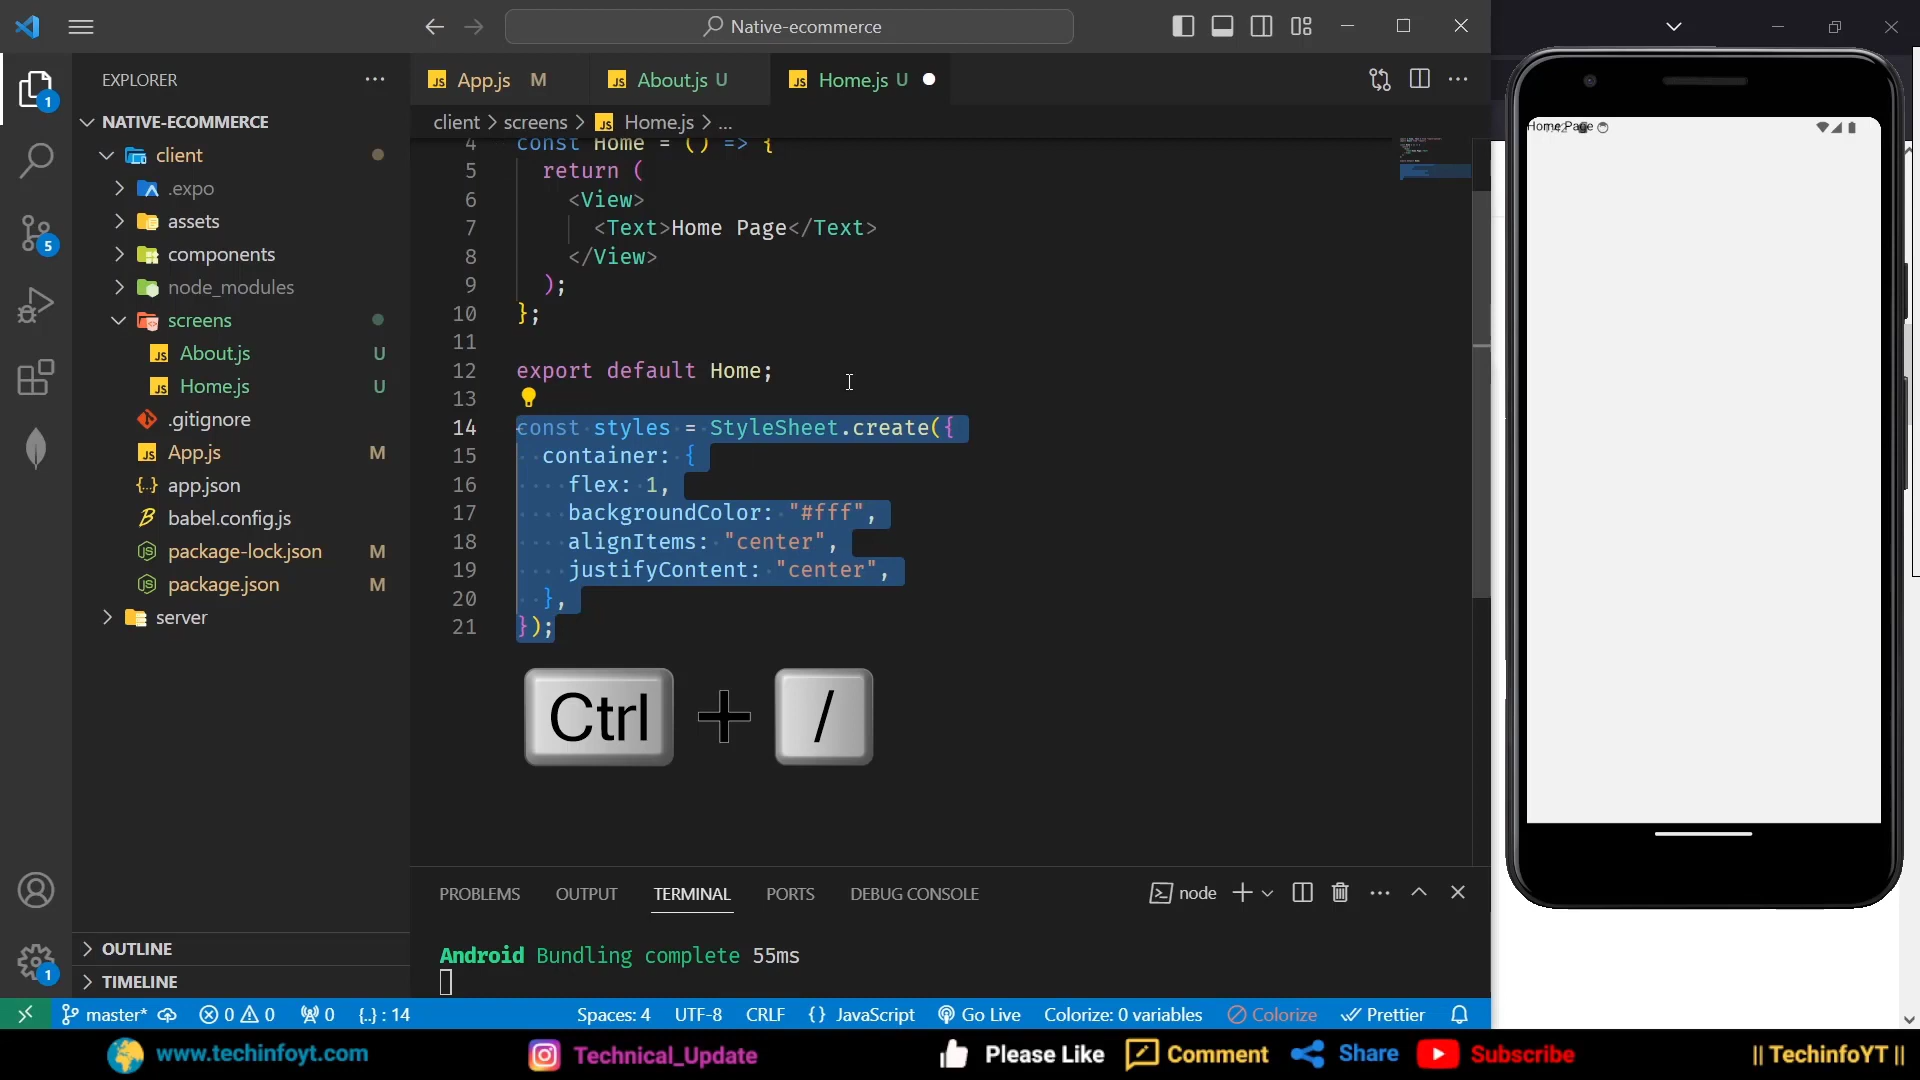 Native-ecommerce
EXPLORER
App.js M
About.js U
Home.js U
1
NATIVE-ECOMMERCE
client > screens > Home.js > ...
client
.expo
assets
components
node_modules
screens
About.js U
Home.js U
.gitignore
App.js M
app.json
babel.config.js
package-lock.json M
package.json M
server
5
4 const Home = () => {
5 return (
6 <View>
7 <Text>Home Page</Text>
8 </View>
9 );
10 };
11
12 export default Home;
13
14 const styles = StyleSheet.create({
15 container: {
16 flex: 1,
17 backgroundColor: "#fff",
18 alignItems: "center",
19 justifyContent: "center",
20 },
21 });
Ctrl + /
Home Page
PROBLEMS OUTPUT TERMINAL PORTS DEBUG CONSOLE
node
Android Bundling complete 55ms
OUTLINE
TIMELINE
1
master* 0 0 0 {..} : 14
Spaces: 4 UTF-8 CRLF {} JavaScript Go Live Colorize: 0 variables Colorize Prettier
www.techinfoyt.com
Technical_Update
Please Like
Comment
Share
Subscribe
|| TechinfoYT ||